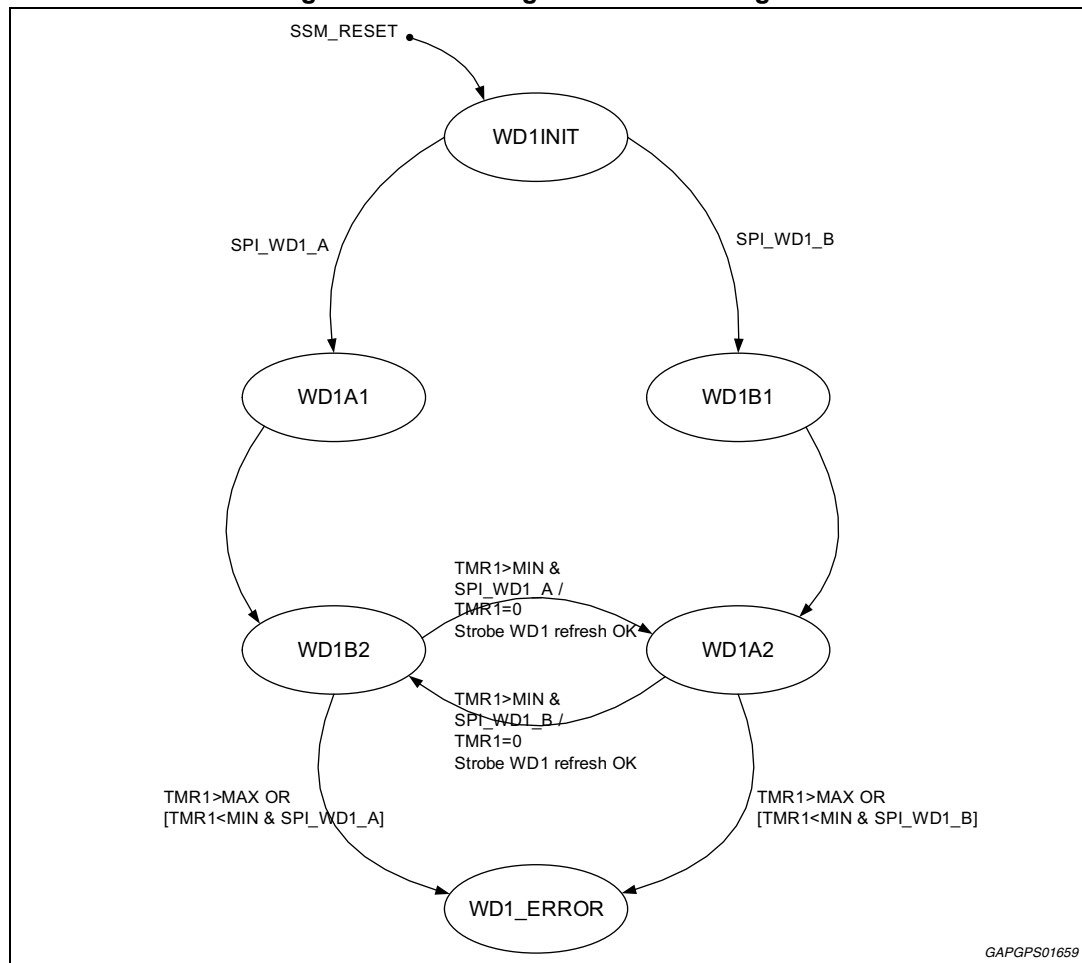 SSM_RESET
WD1INIT
SPI_WD1_A
SPI_WD1_B
WD1A1
WD1B1
TMR1>MIN &
SPI_WD1_A /
TMR1=0
Strobe WD1 refresh OK
WD1B2
WD1A2
TMR1>MIN &
SPI_WD1_B /
TMR1=0
Strobe WD1 refresh OK
TMR1>MAX OR
[TMR1<MIN & SPI_WD1_A]
TMR1>MAX OR
[TMR1<MIN & SPI_WD1_B]
WD1_ERROR
GAPGPS01659